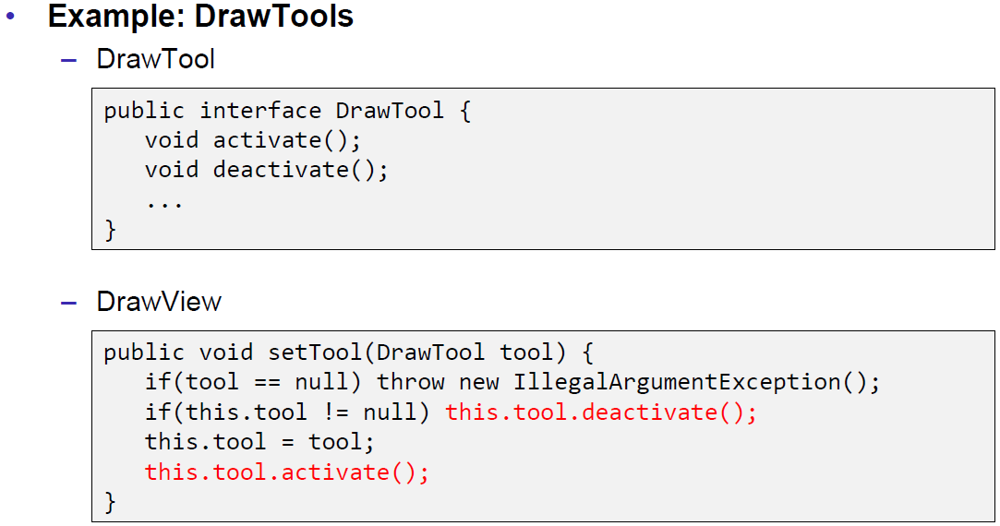 • Example: DrawTools
– DrawTool
public interface DrawTool {
   void activate();
   void deactivate();
   ...
}
– DrawView
public void setTool(DrawTool tool) {
   if(tool == null) throw new IllegalArgumentException();
   if(this.tool != null) this.tool.deactivate();
   this.tool = tool;
   this.tool.activate();
}